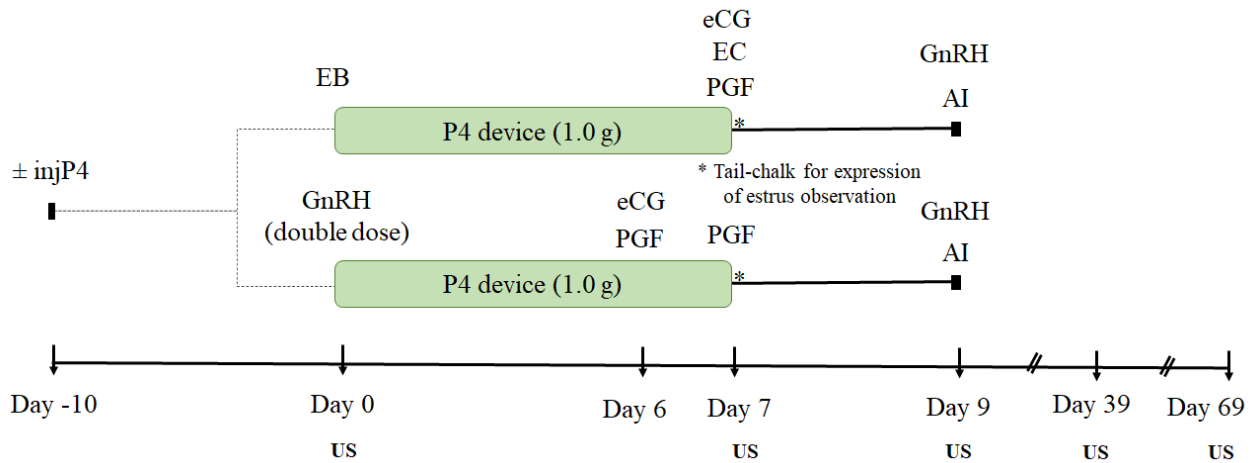 eCG
EC
PGF
GnRH
AI
EB
P4 device (1.0 g)
*
± injP4
* Tail-chalk for expression
of estrus observation
GnRH
(double dose)
eCG
PGF
PGF
GnRH
AI
P4 device (1.0 g)
*
Day -10
Day 0
Day 6
Day 7
Day 9
Day 39
Day 69
US
US
US
US
US